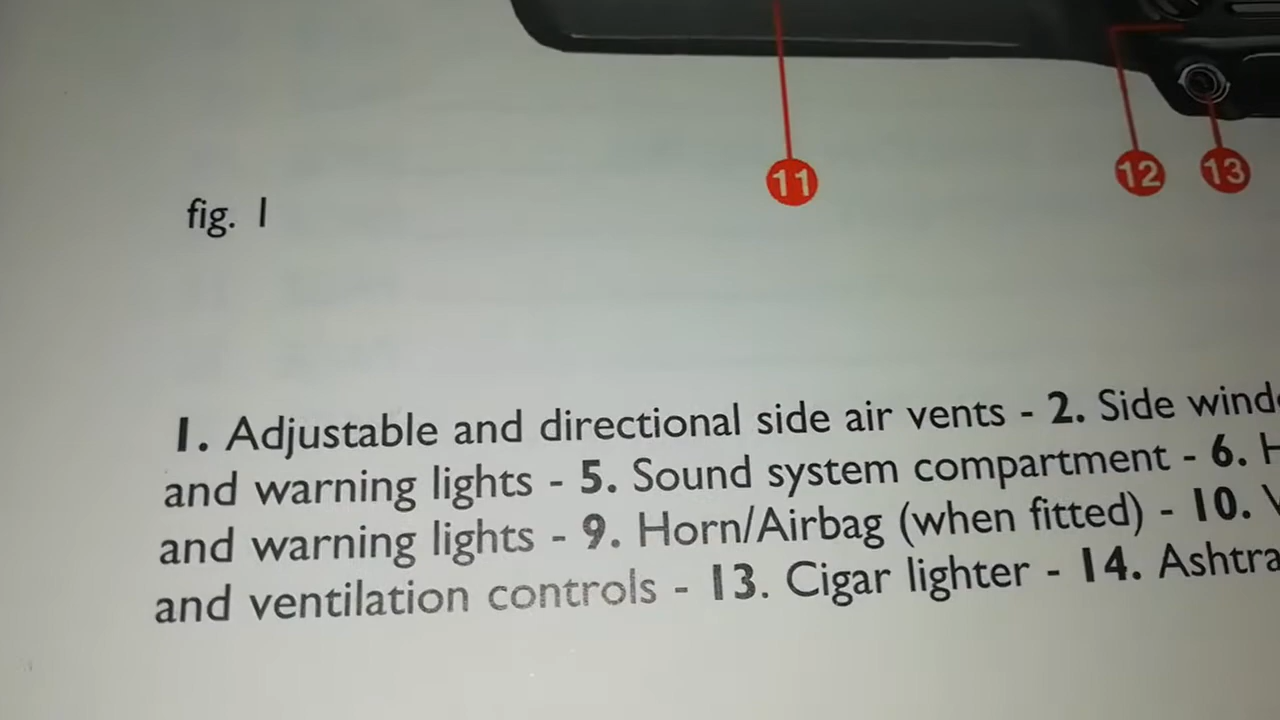 11
12 13
fig. 1
1. Adjustable and directional side air vents - 2. Side
and warning lights - 5. Sound system compartment - 6.
and warning lights - 9. Horn/Airbag (when fitted) - 10.
and ventilation controls - 13. Cigar lighter - 14.